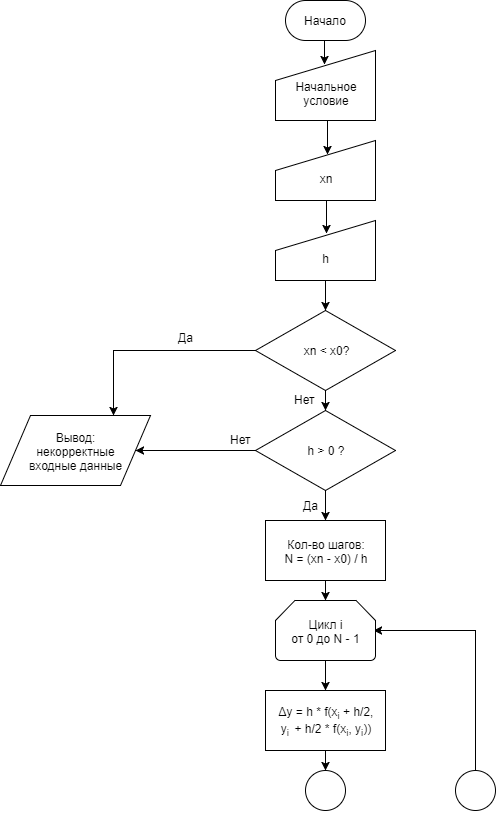 Начало
Начальное
условие
xn
h
xn < x0?
Да
Нет
h > 0 ?
Нет
Вывод:
некорректные
входные данные
Да
Кол-во шагов:
N = (xn - x0) / h
Цикл i
от 0 до N - 1
Δy = h * f(xᵢ + h/2,
yᵢ + h/2 * f(xᵢ, yᵢ))